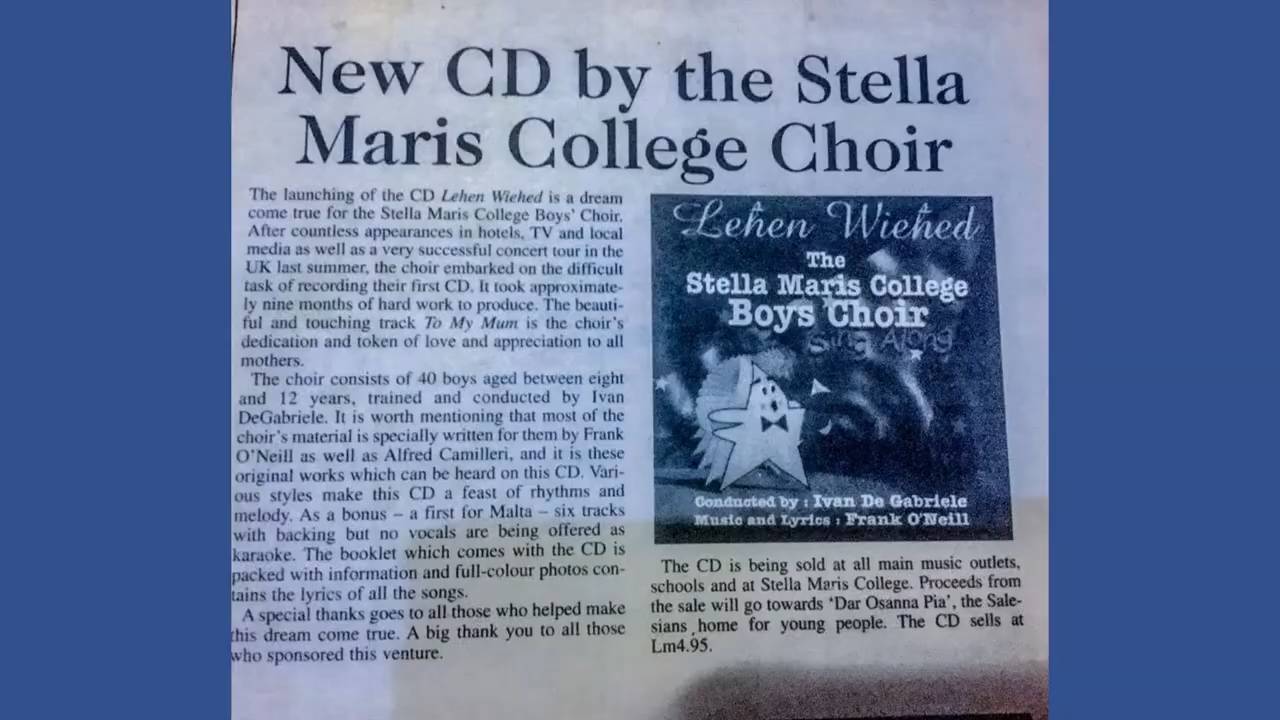 New CD by the Stella
Maris College Choir
The launching of the CD Lehen Wiehed is a dream
come true for the Stella Maris College Boys' Choir.
After countless appearances in hotels, TV and local
media as well as a very successful concert tour in the
UK last summer, the choir embarked on the difficult
task of recording their first CD. It took approximate-
ly nine months of hard work to produce. The beauti-
ful and touching track To My Mum is the choir's
dedication and token of love and appreciation to all
mothers.
The choir consists of 40 boys aged between eight
and 12 years, trained and conducted by Ivan
DeGabriele. It is worth mentioning that most of the
choir's material is specially written for them by Frank
O'Neill as well as Alfred Camilleri, and it is these
original works which can be heard on this CD. Vari-
ous styles make this CD a feast of rhythms and
melody. As a bonus – a first for Malta – six tracks
with backing but no vocals are being offered as
karaoke. The booklet which comes with the CD is
packed with information and full-colour photos con-
tains the lyrics of all the songs.
A special thanks goes to all those who helped make
this dream come true. A big thank you to all those
who sponsored this venture.
Leħen Wieħed
The
Stella Maris College
Boys Choir
Sing Along
Conducted by : Ivan De Gabriele
Music and Lyrics : Frank O'Neill
The CD is being sold at all main music outlets,
schools and at Stella Maris College. Proceeds from
the sale will go towards 'Dar Osanna Pia', the Sale-
sians home for young people. The CD sells at
Lm4.95.